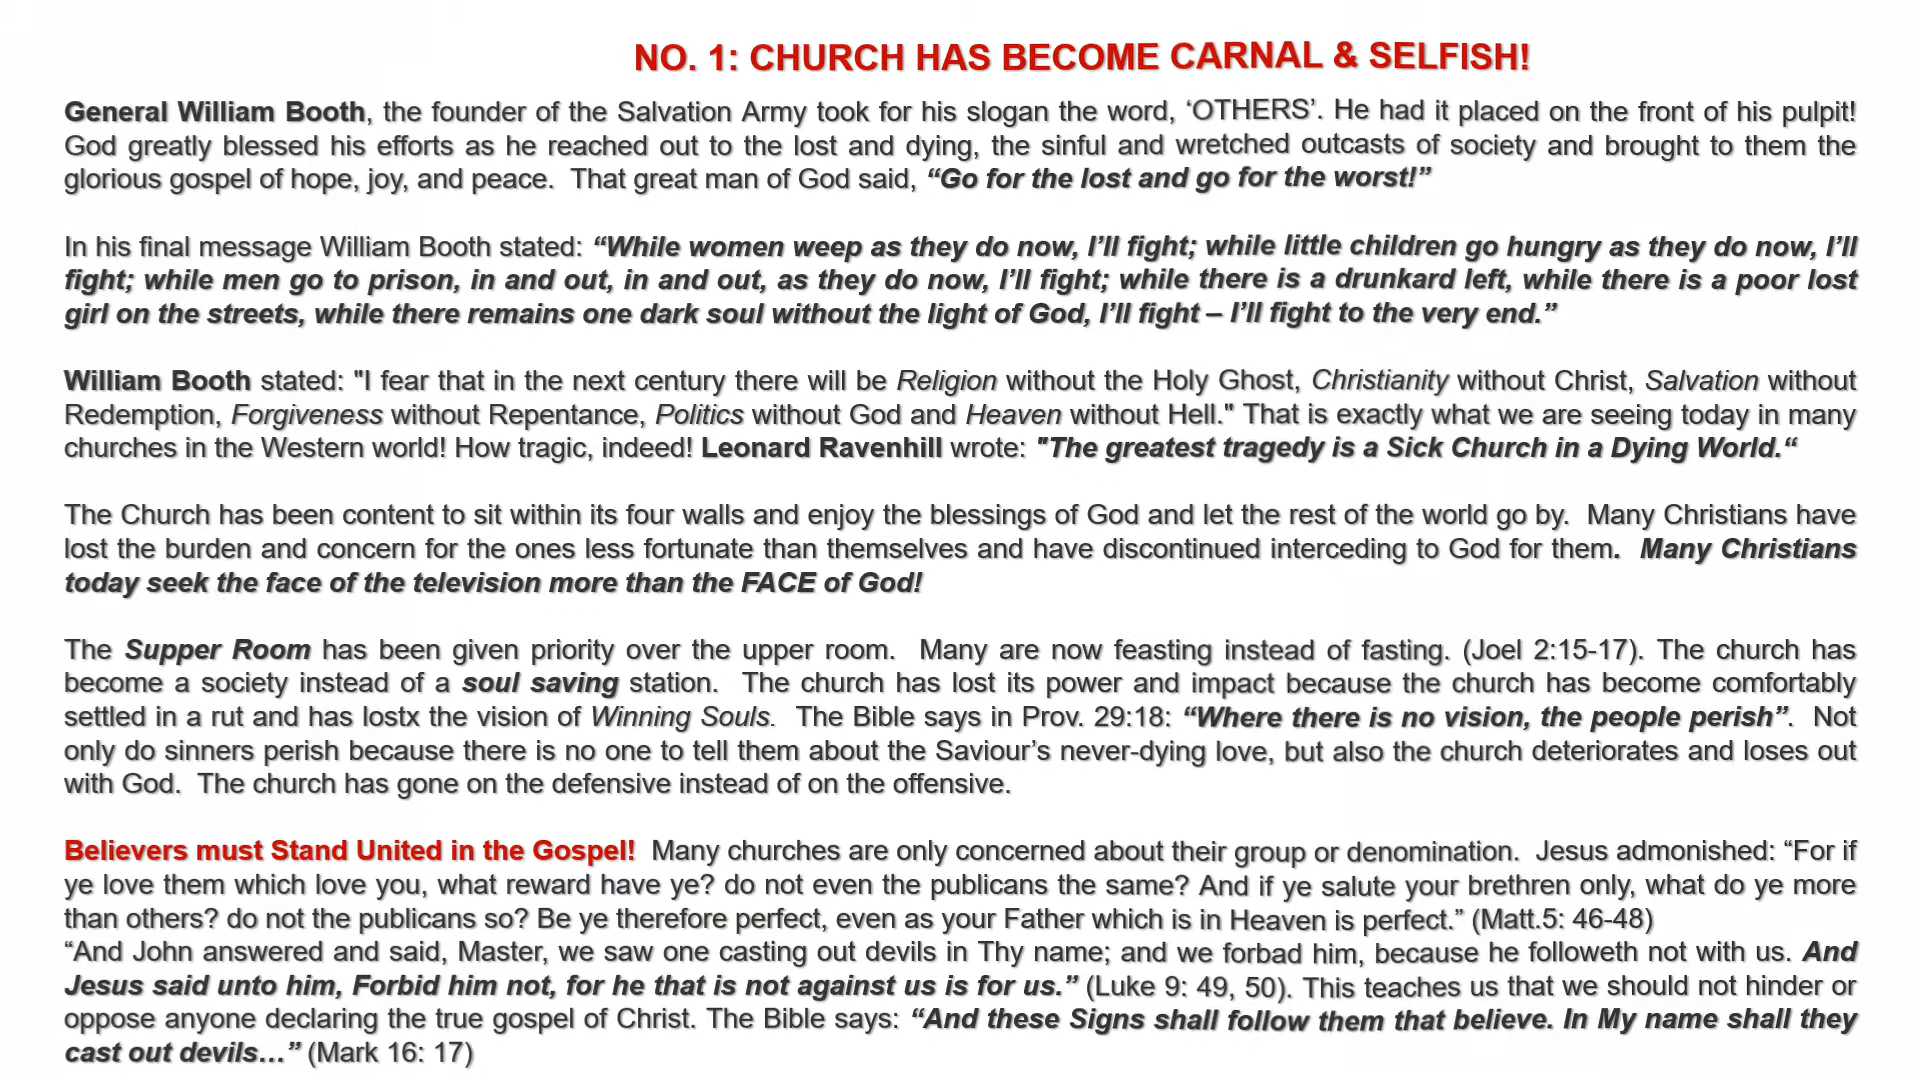 NO. 1: CHURCH HAS BECOME CARNAL & SELFISH!
General William Booth, the founder of the Salvation Army took for his slogan the word, ‘OTHERS’. He had it placed on the front of his pulpit!
God greatly blessed his efforts as he reached out to the lost and dying, the sinful and wretched outcasts of society and brought to them the
glorious gospel of hope, joy, and peace.  That great man of God said, “Go for the lost and go for the worst!”
In his final message William Booth stated: “While women weep as they do now, I’ll fight; while little children go hungry as they do now, I’ll
fight; while men go to prison, in and out, in and out, as they do now, I’ll fight; while there is a drunkard left, while there is a poor lost
girl on the streets, while there remains one dark soul without the light of God, I’ll fight – I’ll fight to the very end.”
William Booth stated: "I fear that in the next century there will be Religion without the Holy Ghost, Christianity without Christ, Salvation without
Redemption, Forgiveness without Repentance, Politics without God and Heaven without Hell." That is exactly what we are seeing today in many
churches in the Western world! How tragic, indeed! Leonard Ravenhill wrote: "The greatest tragedy is a Sick Church in a Dying World.“
The Church has been content to sit within its four walls and enjoy the blessings of God and let the rest of the world go by.  Many Christians have
lost the burden and concern for the ones less fortunate than themselves and have discontinued interceding to God for them.  Many Christians
today seek the face of the television more than the FACE of God!
The Supper Room has been given priority over the upper room.  Many are now feasting instead of fasting. (Joel 2:15-17). The church has
become a society instead of a soul saving station.  The church has lost its power and impact because the church has become comfortably
settled in a rut and has lostx the vision of Winning Souls.  The Bible says in Prov. 29:18: “Where there is no vision, the people perish”.  Not
only do sinners perish because there is no one to tell them about the Saviour’s never-dying love, but also the church deteriorates and loses out
with God.  The church has gone on the defensive instead of on the offensive.
Believers must Stand United in the Gospel!  Many churches are only concerned about their group or denomination.  Jesus admonished: “For if
ye love them which love you, what reward have ye? do not even the publicans the same? And if ye salute your brethren only, what do ye more
than others? do not the publicans so? Be ye therefore perfect, even as your Father which is in Heaven is perfect.” (Matt.5: 46-48)
“And John answered and said, Master, we saw one casting out devils in Thy name; and we forbad him, because he followeth not with us. And
Jesus said unto him, Forbid him not, for he that is not against us is for us.” (Luke 9: 49, 50). This teaches us that we should not hinder or
oppose anyone declaring the true gospel of Christ. The Bible says: “And these Signs shall follow them that believe. In My name shall they
cast out devils…” (Mark 16: 17)